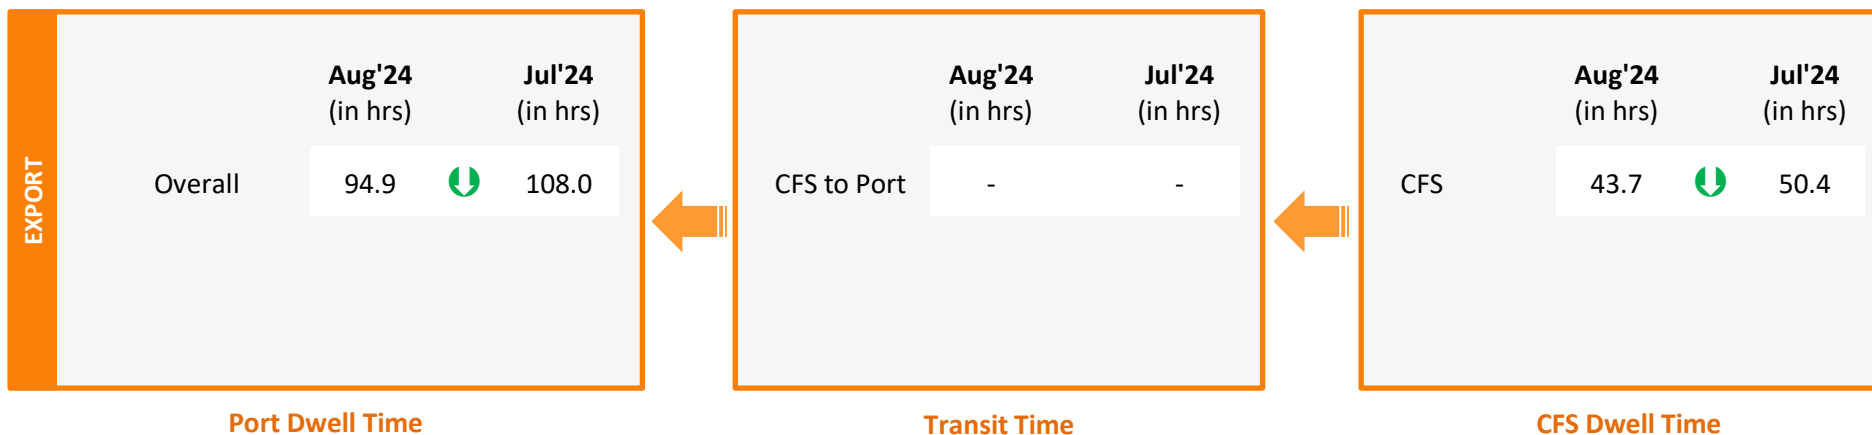 EXPORT
Aug'24 Jul'24
(in hrs) (in hrs)
Overall 94.9 108.0
Port Dwell Time
Aug'24 Jul'24
(in hrs) (in hrs)
CFS to Port - -
Transit Time
Aug'24 Jul'24
(in hrs) (in hrs)
CFS 43.7 50.4
CFS Dwell Time